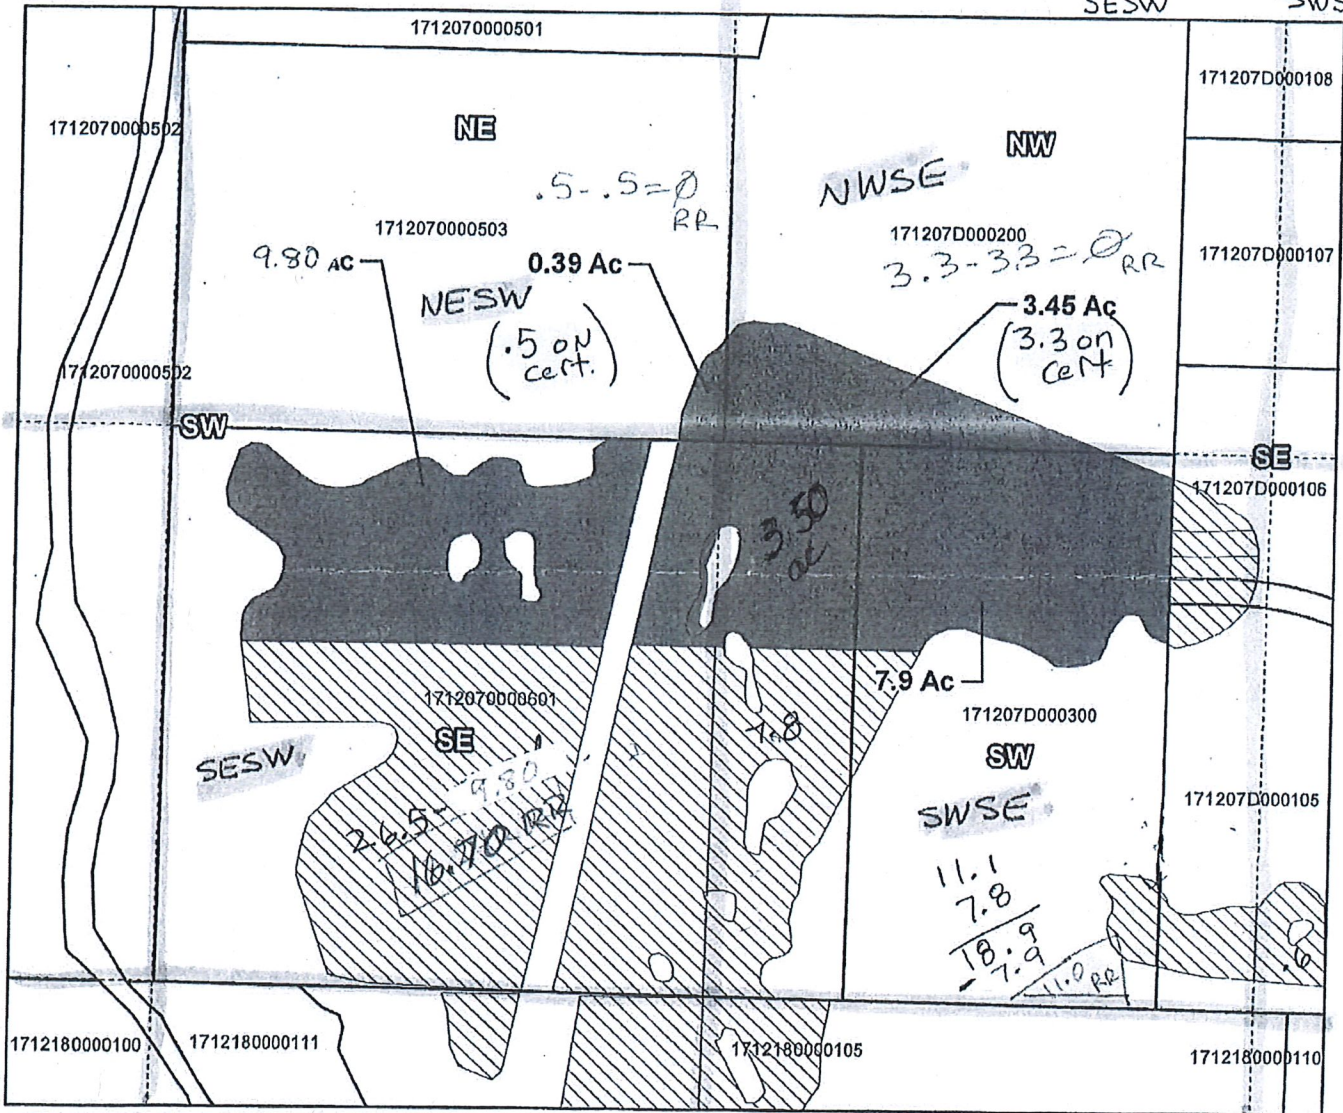 SESW
1712070000501
171207D000108
1712070000502
NE
NW
NWSE
.5-.5=Ø
RR
1712070000503
171207D000200
171207D000107
9.80 AC
0.39 Ac
3.3-3.3=Ø RR
NESW
3.45 Ac
(.5 on
cert.)
(3.3 on
cert)
1712070000502
SW
SE
171207D000106
3.50
ac
7.9 Ac
1712070000601
171207D000300
7.8
SE
SW
SESW
9.80
26.5-
16.70 RR
171207D000105
SWSE
11.1
7.8
18.9
-7.9
11.0 RR
.6
1712180000100
1712180000111
1712180000105
1712180000110